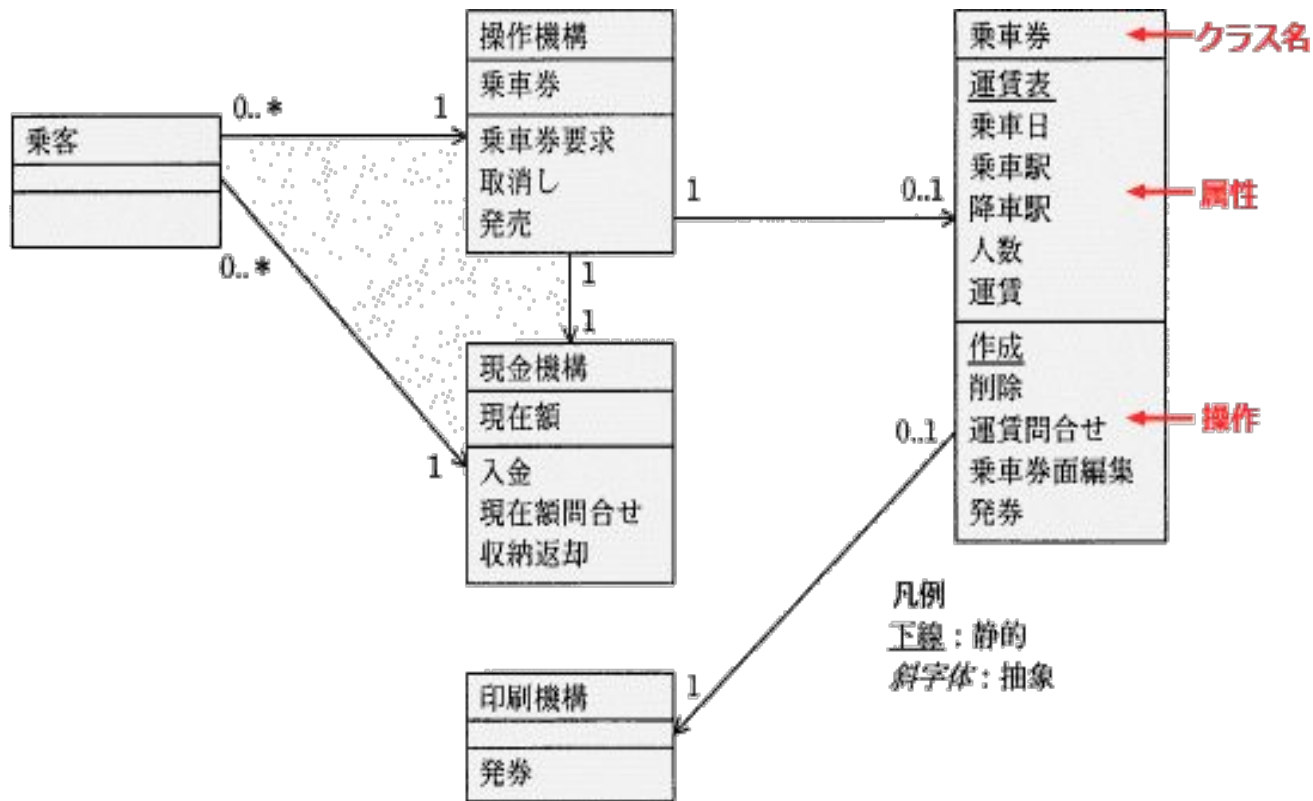 操作機構
乗車券
乗車券要求
取消し
発売
乗客
0..*
1
0..*
1
1
0..1
1
1
現金機構
現在額
入金
現在額問合せ
収納返却
乗車券
クラス名
運賃表
乗車日
乗車駅
降車駅
人数
運賃
属性
作成
削除
運賃問合せ
乗車券面編集
発券
操作
0..1
1
印刷機構
発券
凡例
下線:静的
斜字体:抽象